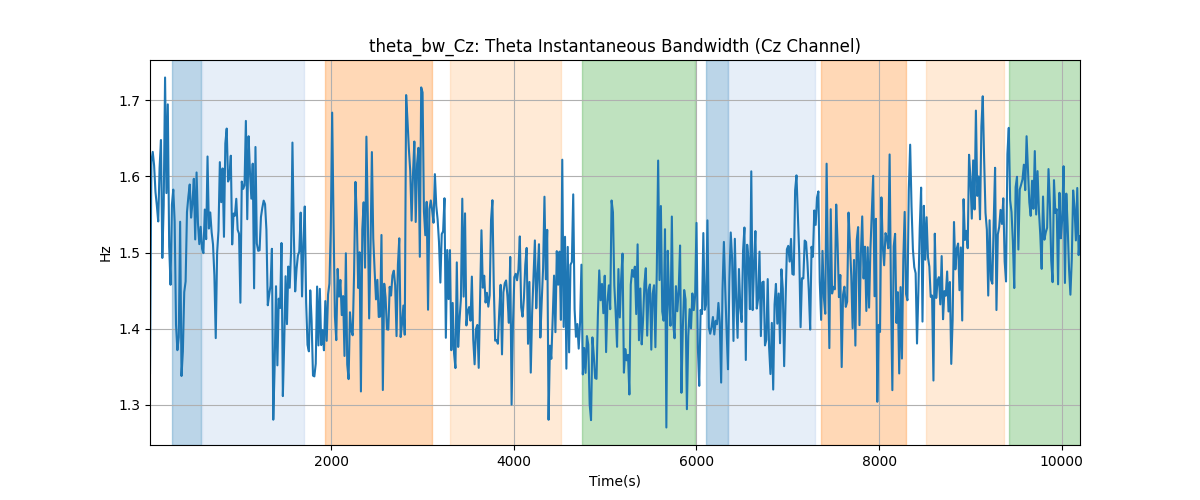 theta_bw_Cz: Theta Instantaneous Bandwidth (Cz Channel)
Hz
1.7
1.6
1.5
1.4
1.3
2000 4000 6000 8000 10000
Time(s)